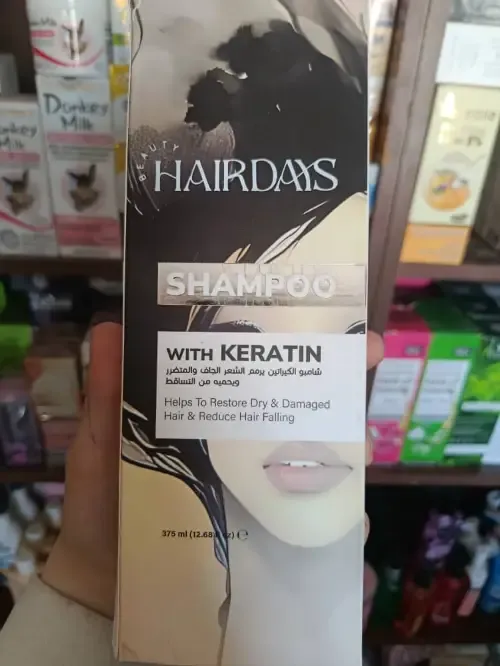 BEAUTY
HAIRDAYS
SHAMPOO
WITH KERATIN
شامبو الكيراتين يرمم الشعر الجاف والمتضرر
ويحميه من التساقط
Helps To Restore Dry & Damaged
Hair & Reduce Hair Falling
375 ml (12.68 oz) e
Donkey
Milk
Donkey
Milk